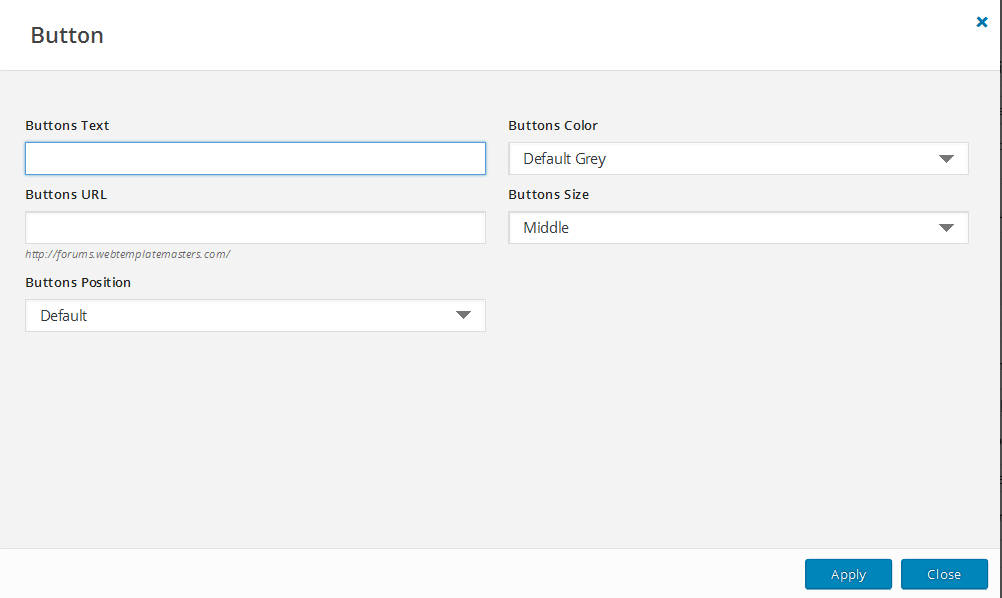 Button
Buttons Text
Buttons Color
Default Grey
Buttons URL
Buttons Size
Middle
http://forums.webtemplatemasters.com/
Buttons Position
Default
Apply
Close